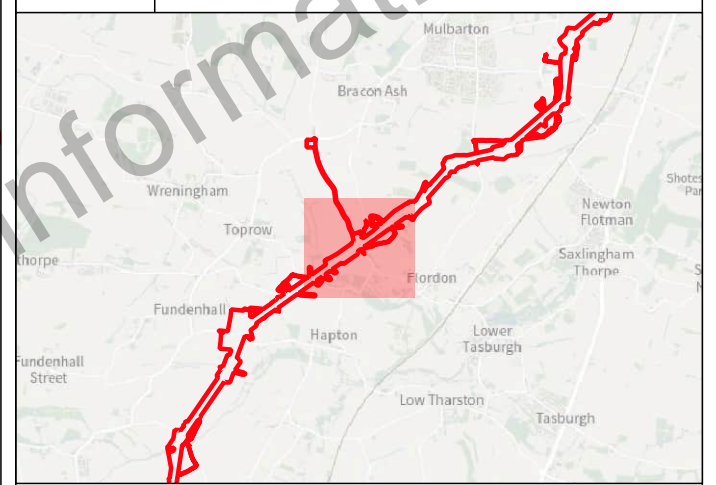 Mulbarton
Bracon Ash
informati
Wreningham
Shotes
Par
Newton
Flotman
Toprow
Saxlingham
Thorpe
thorpe
Flordon
S
N
Fundenhall
Hapton
Lower
Tasburgh
Fundenhall
Street
Low Tharston
Tasburgh